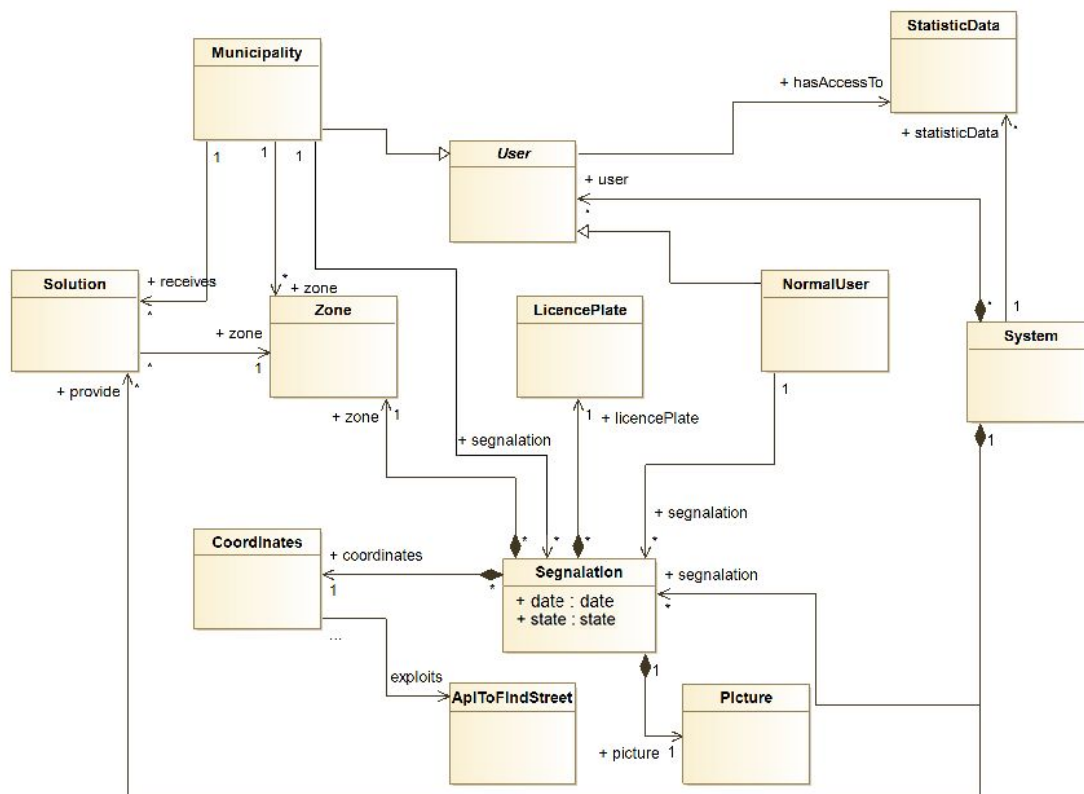 StatisticData
Municipality
+ hasAccessTo
+ statisticData
*
1
1
1
User
+ user
*
Solution
+ receives
*
*
+ zone
Zone
LicencePlate
NormalUser
*
1
System
+ zone
*
1
1
+ provide
*
+ zone
1
1
+ licencePlate
1
+ segnalation
+ segnalation
Coordinates
+ coordinates
*
*
*
*
Segnalation
+ segnalation
1
*
+ date : date
*
+ state : state
...
exploits
1
ApiToFindStreet
Picture
+ picture
1